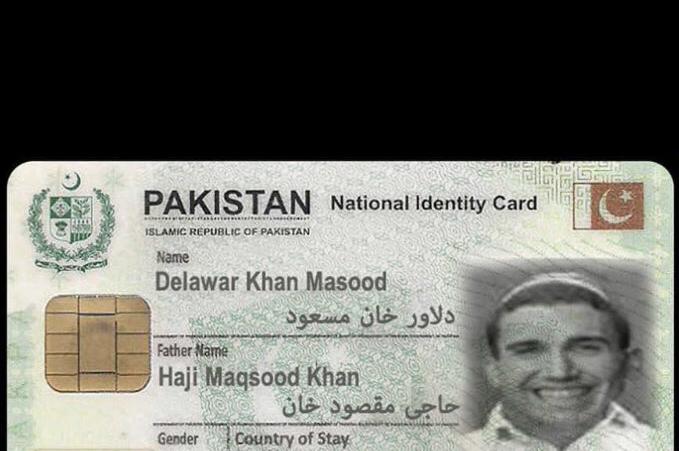 PAKISTAN National Identity Card
ISLAMIC REPUBLIC OF PAKISTAN
Name
Delawar Khan Masood
دلاور خان مسعود
Father Name
Haji Maqsood Khan
حاجی مقصود خان
Gender Country of Stay